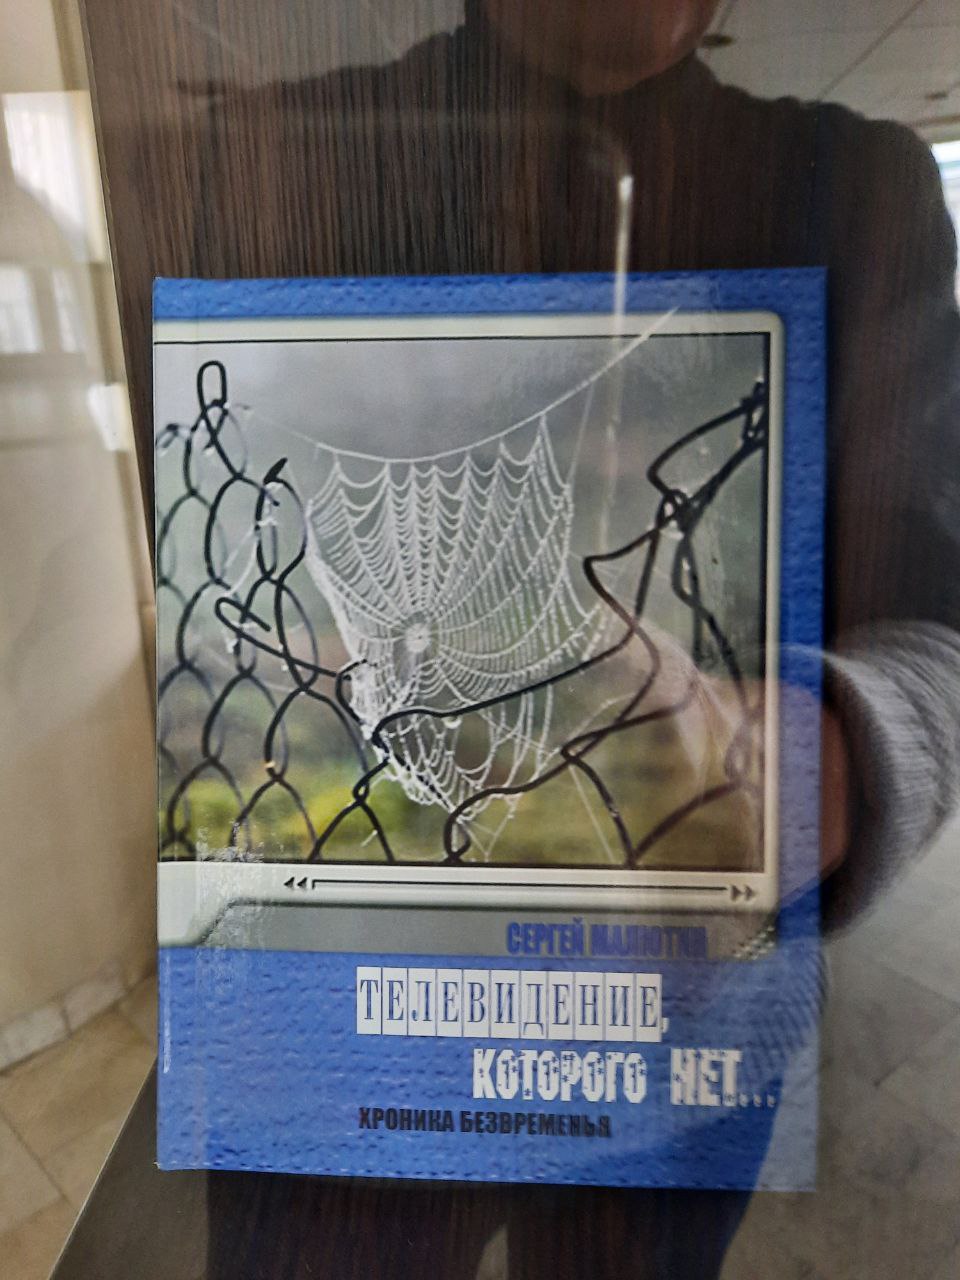 СЕРГЕЙ МАЛЮТИН
ТЕЛЕВИДЕНИЕ,
КОТОРОГО НЕТ...
ХРОНИКА БЕЗВРЕМЕНЬЯ